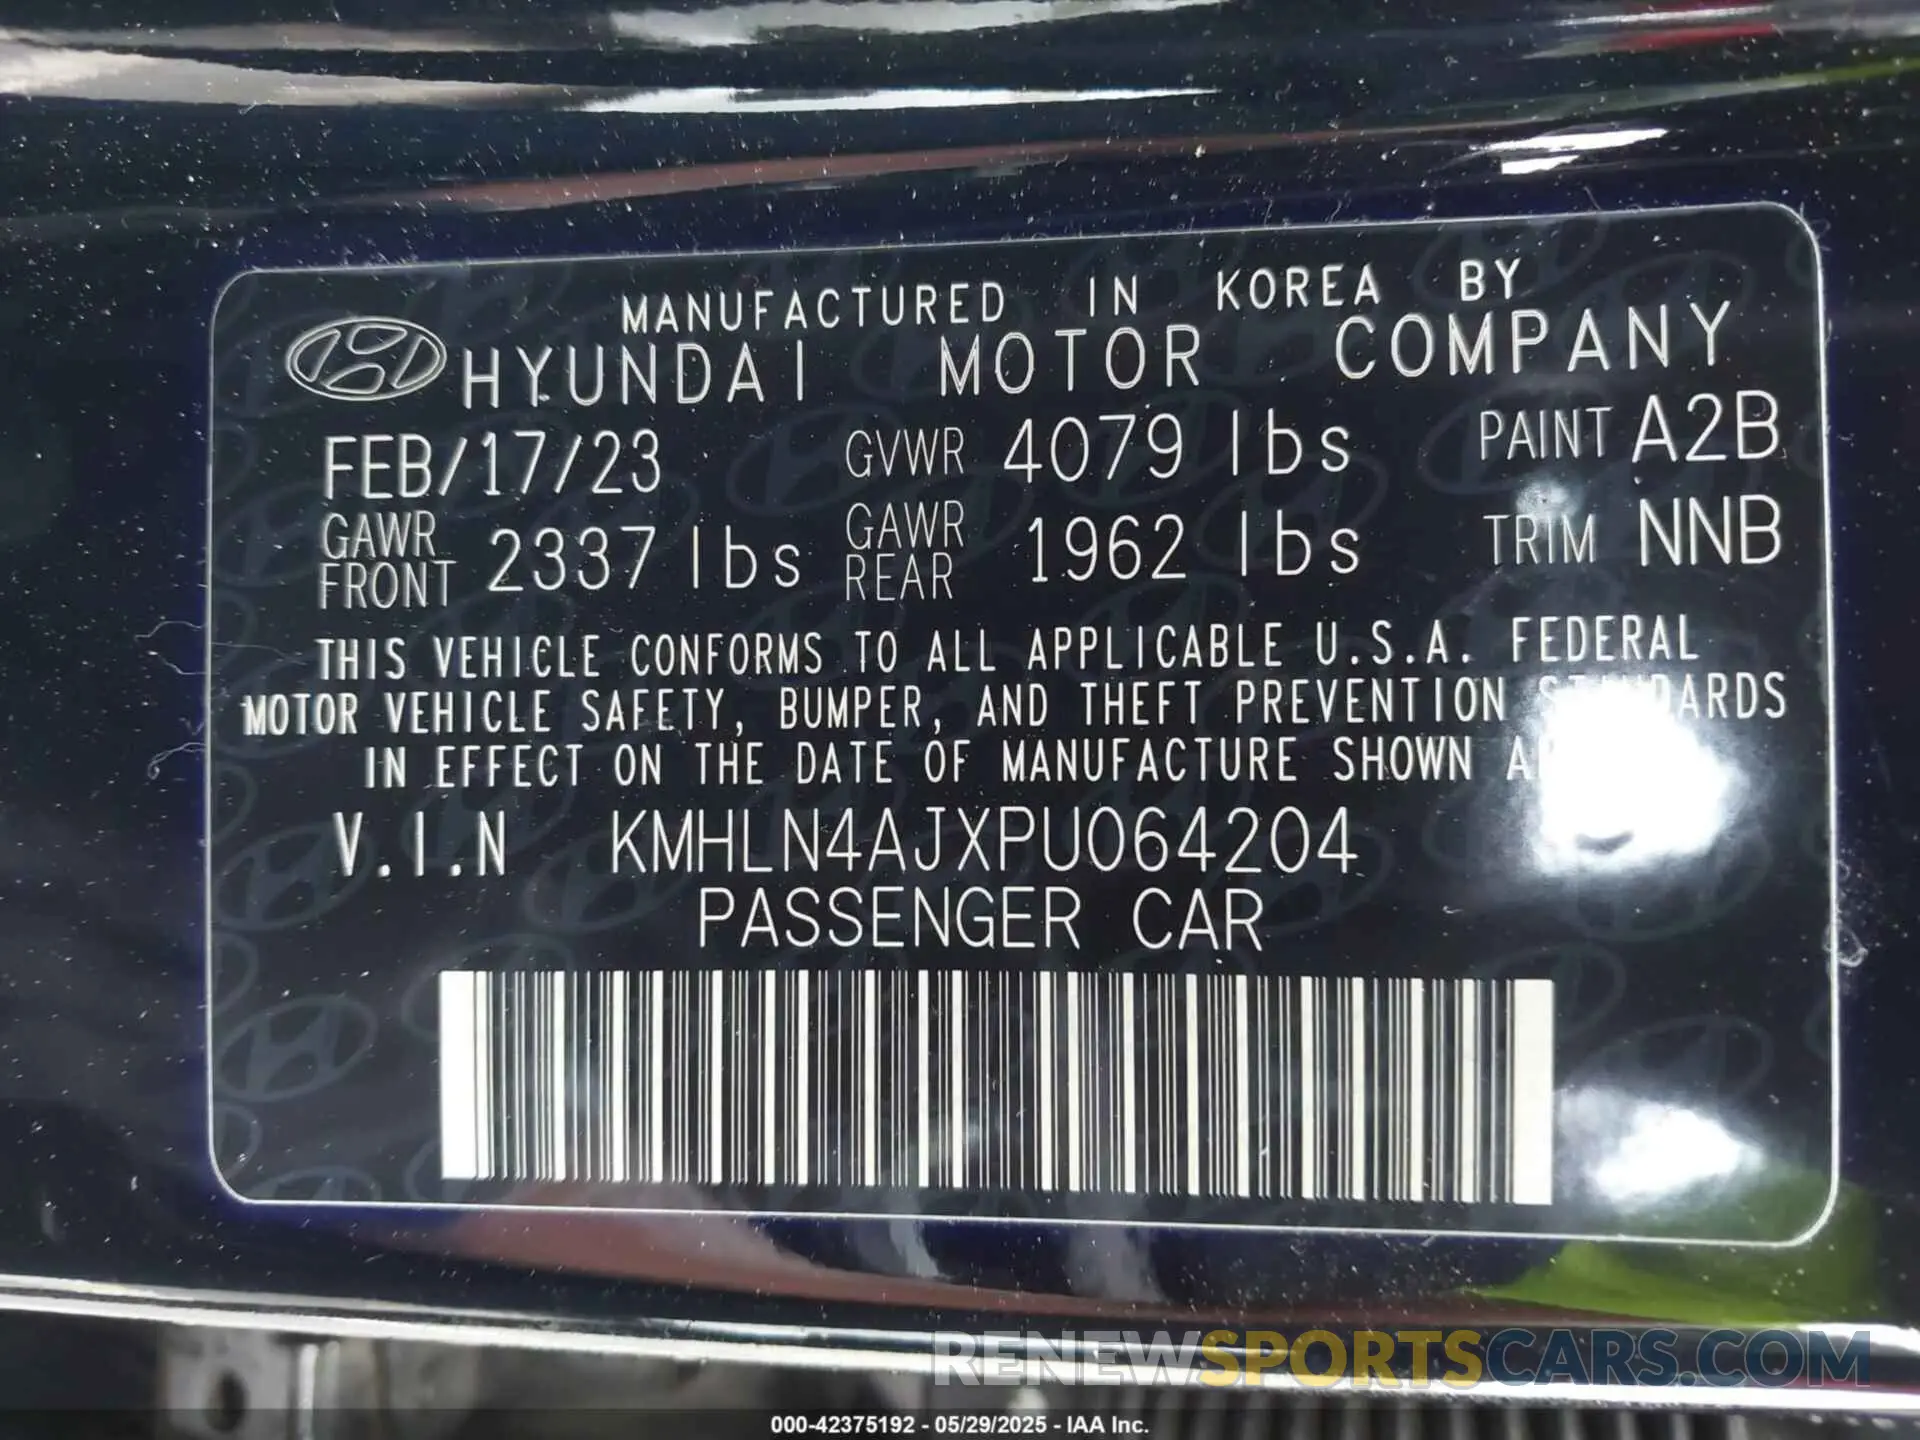 MANUFACTURED IN KOREA BY
HYUNDAI MOTOR COMPANY
FEB/17/23 GVWR 4079 lbs PAINT A2B
GAWR FRONT 2337 lbs GAWR REAR 1962 lbs TRIM NNB
THIS VEHICLE CONFORMS TO ALL APPLICABLE U.S.A. FEDERAL
MOTOR VEHICLE SAFETY, BUMPER, AND THEFT PREVENTION STANDARDS
IN EFFECT ON THE DATE OF MANUFACTURE SHOWN
V.I.N KMHLN4AJXPU064204
PASSENGER CAR
RENEWSPORTSCARS.COM
000-42375192 - 05/29/2025 - IAA Inc.